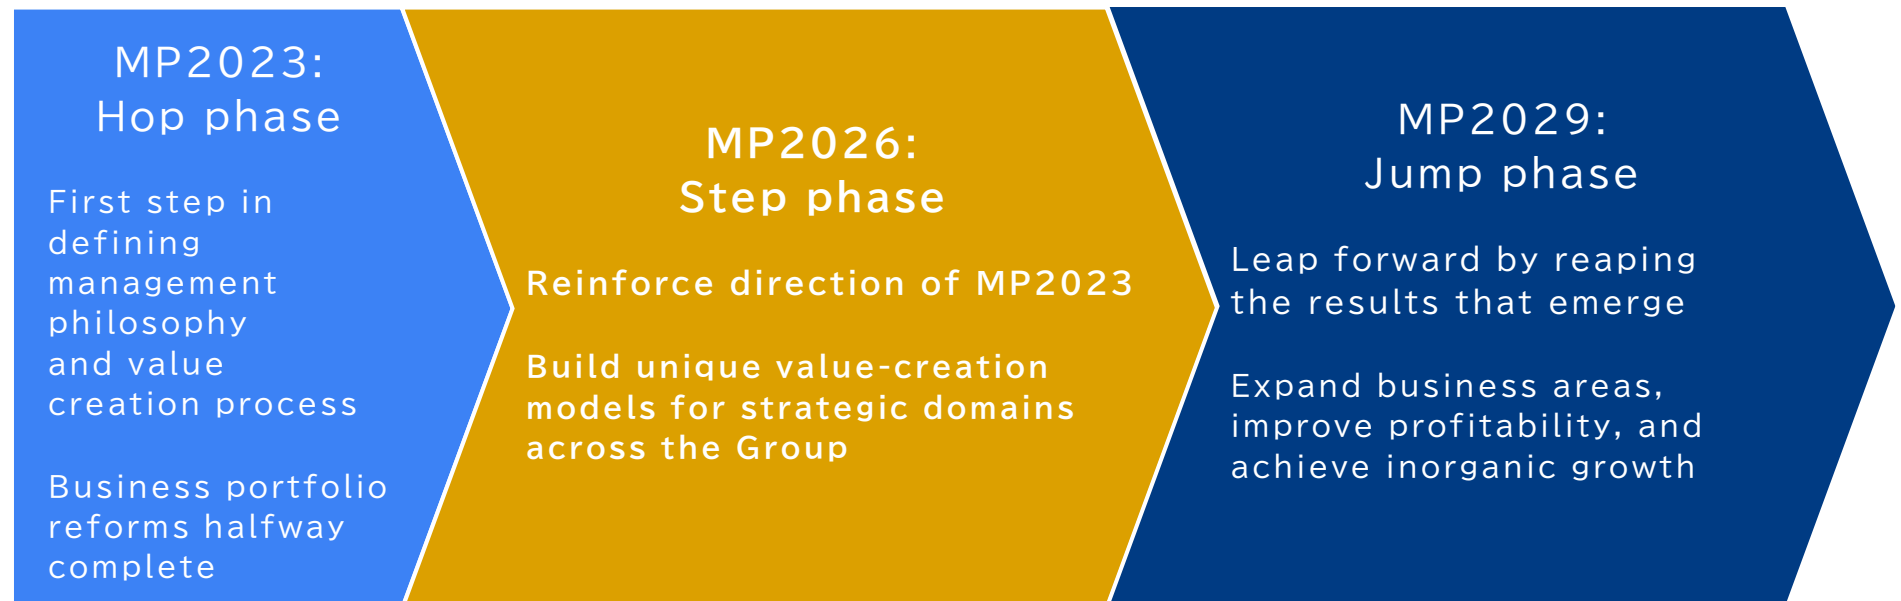 MP2023:
Hop phase
First step in
defining
management
philosophy
and value
creation process
Business portfolio
reforms halfway
complete
MP2026:
Step phase
Reinforce direction of MP2023
Build unique value-creation
models for strategic domains
across the Group
MP2029:
Jump phase
Leap forward by reaping
the results that emerge
Expand business areas,
improve profitability, and
achieve inorganic growth